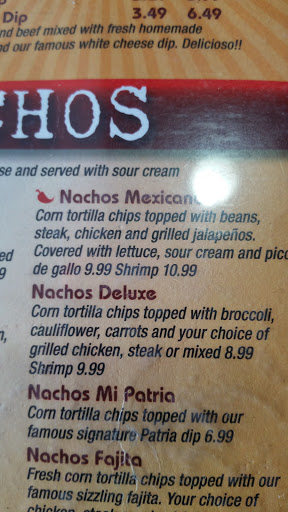 Dip 3.49 6.49
nd beef mixed with fresh homemade
d our famous white cheese dip. Delicioso!!
CHOS
se and served with sour cream
Nachos Mexican
Corn tortilla chips topped with beans,
steak, chicken and grilled jalapeños.
Covered with lettuce, sour cream and pico
de gallo 9.99 Shrimp 10.99
Nachos Deluxe
Corn tortilla chips topped with broccoli,
cauliflower, carrots and your choice of
grilled chicken, steak or mixed 8.99
Shrimp 9.99
Nachos Mi Patria
Corn tortilla chips topped with our
famous signature Patria dip 6.99
Nachos Fajita
Fresh corn tortilla chips topped with our
famous sizzling fajita. Your choice of